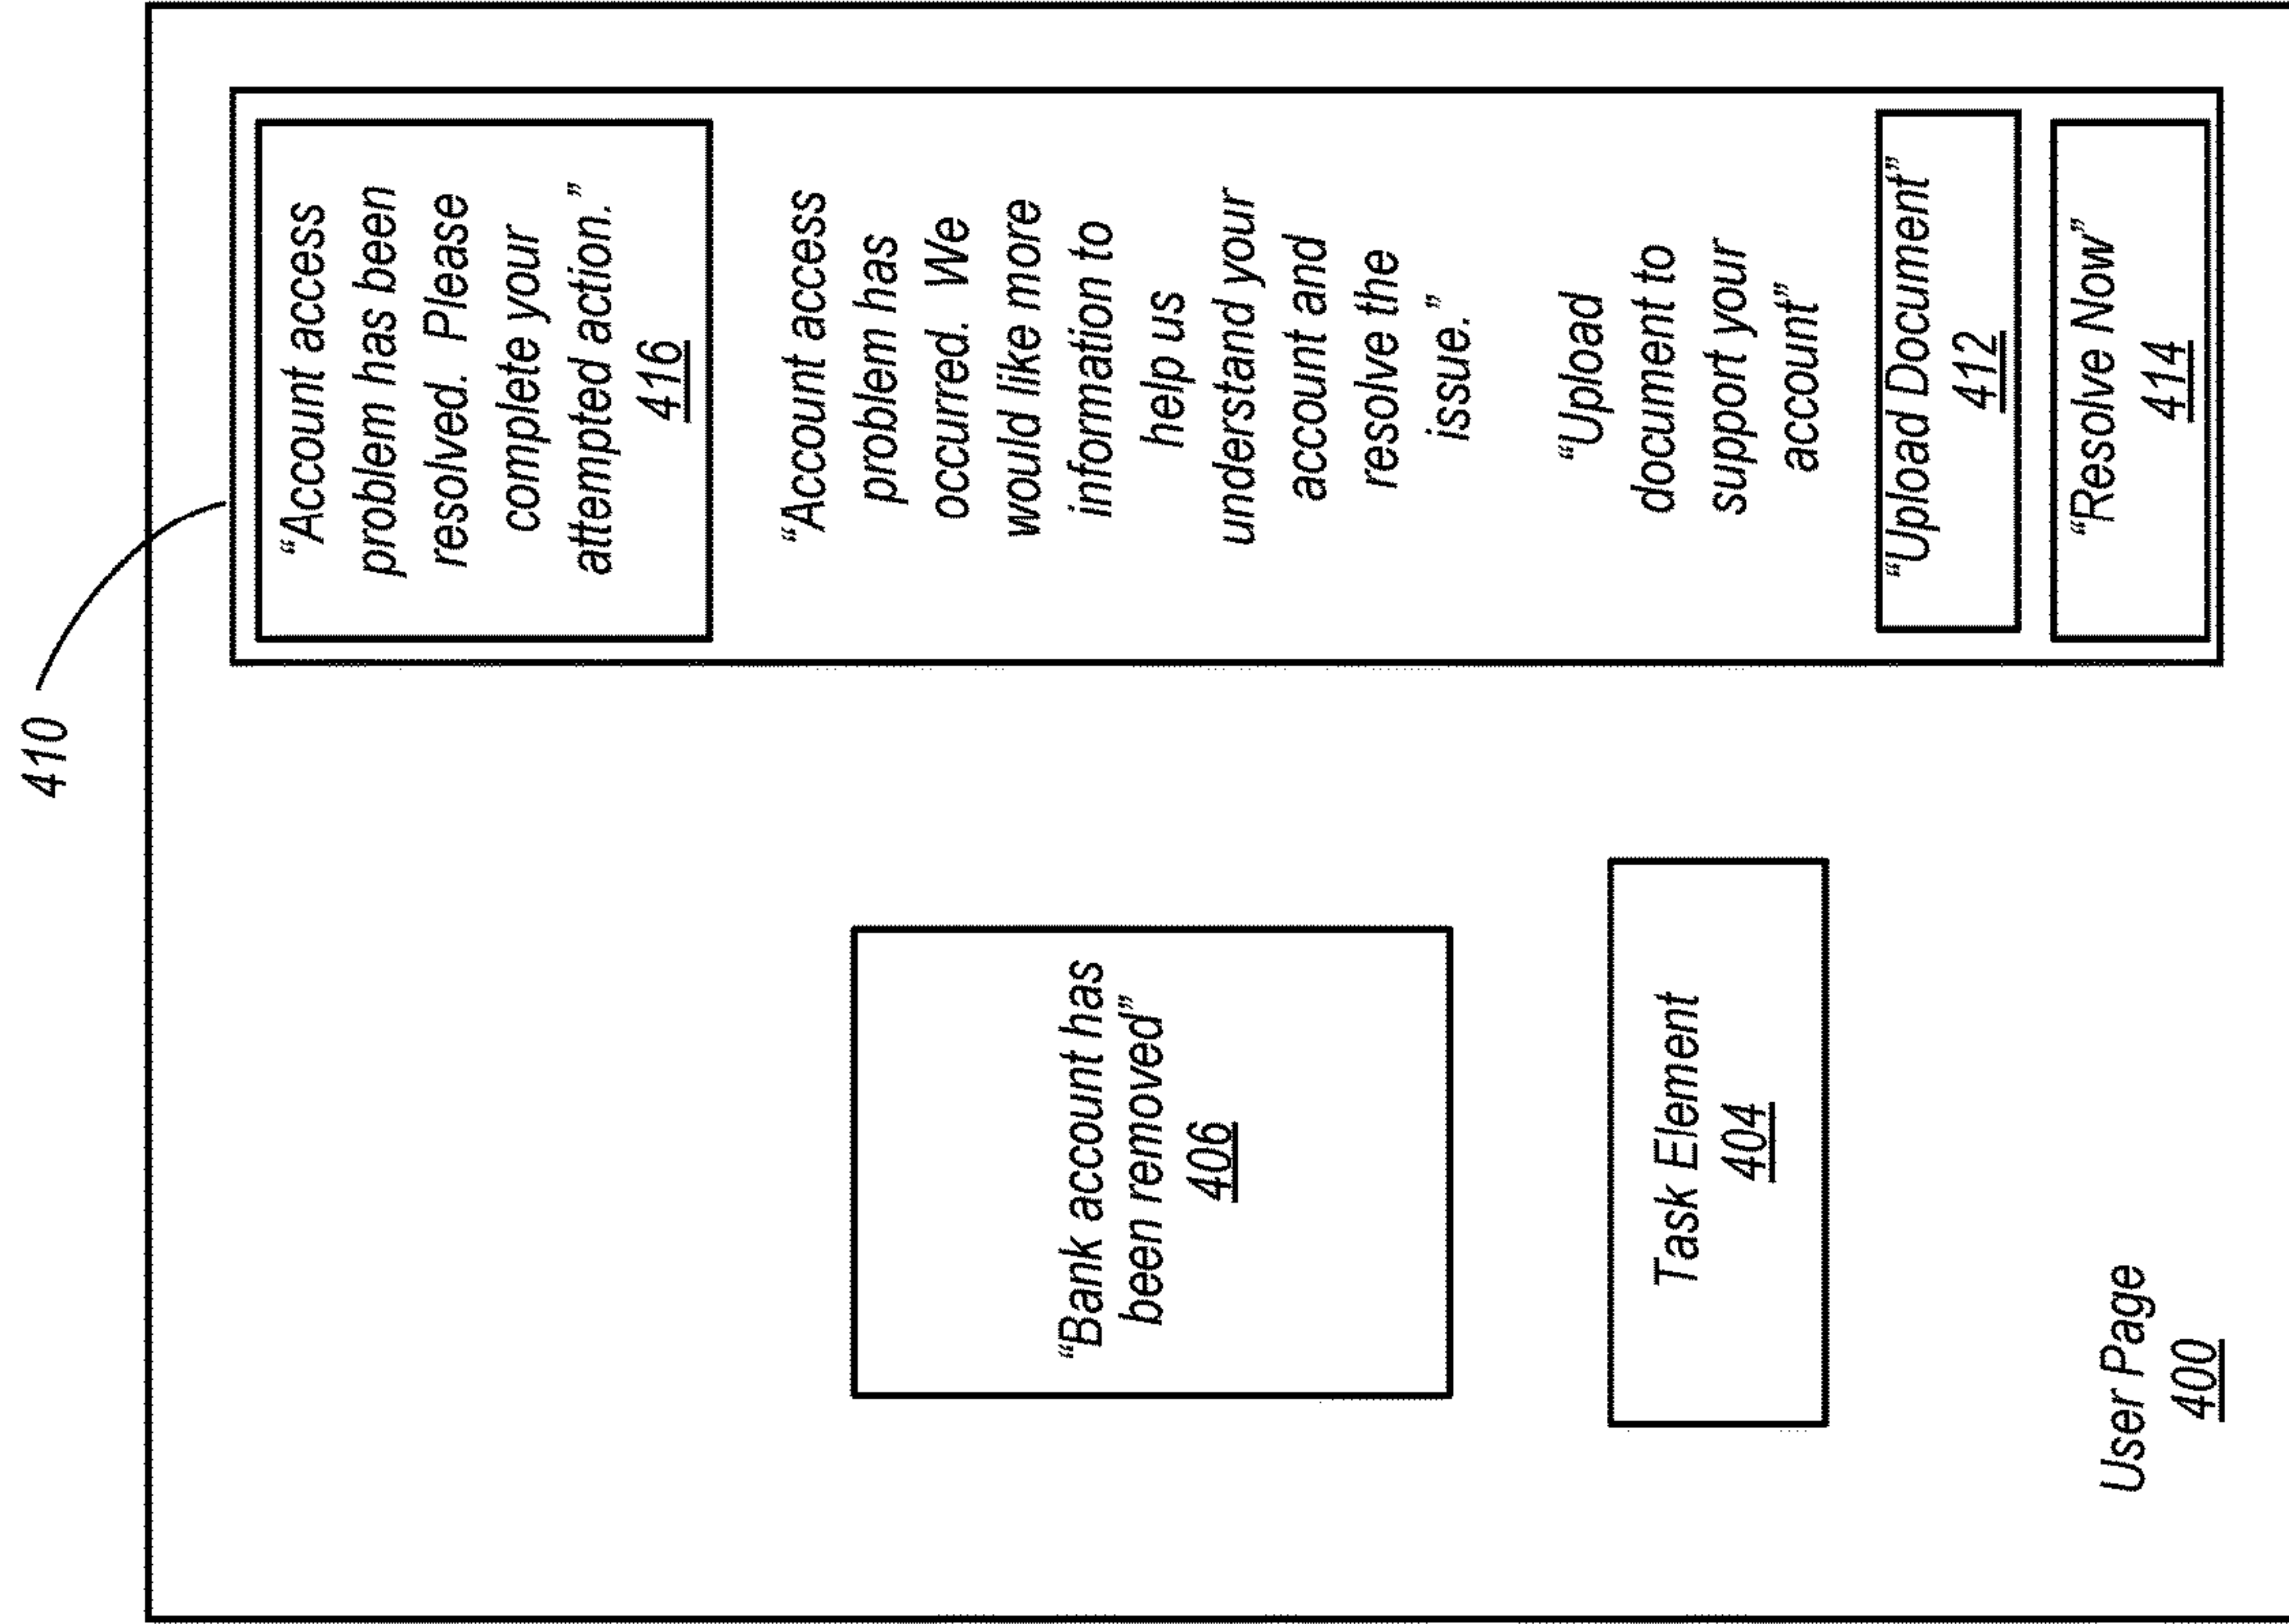 410
“Bank account has
been removed”
406
Task Element
404
User Page
400
“Account access
problem has been
resolved. Please
complete your
attempted action.”
416
“Account access
problem has
occurred. We
would like more
information to
help us
understand your
account and
resolve the
issue.”
“Upload
document to
support your
account”
“Upload Document”
412
“Resolve Now”
414